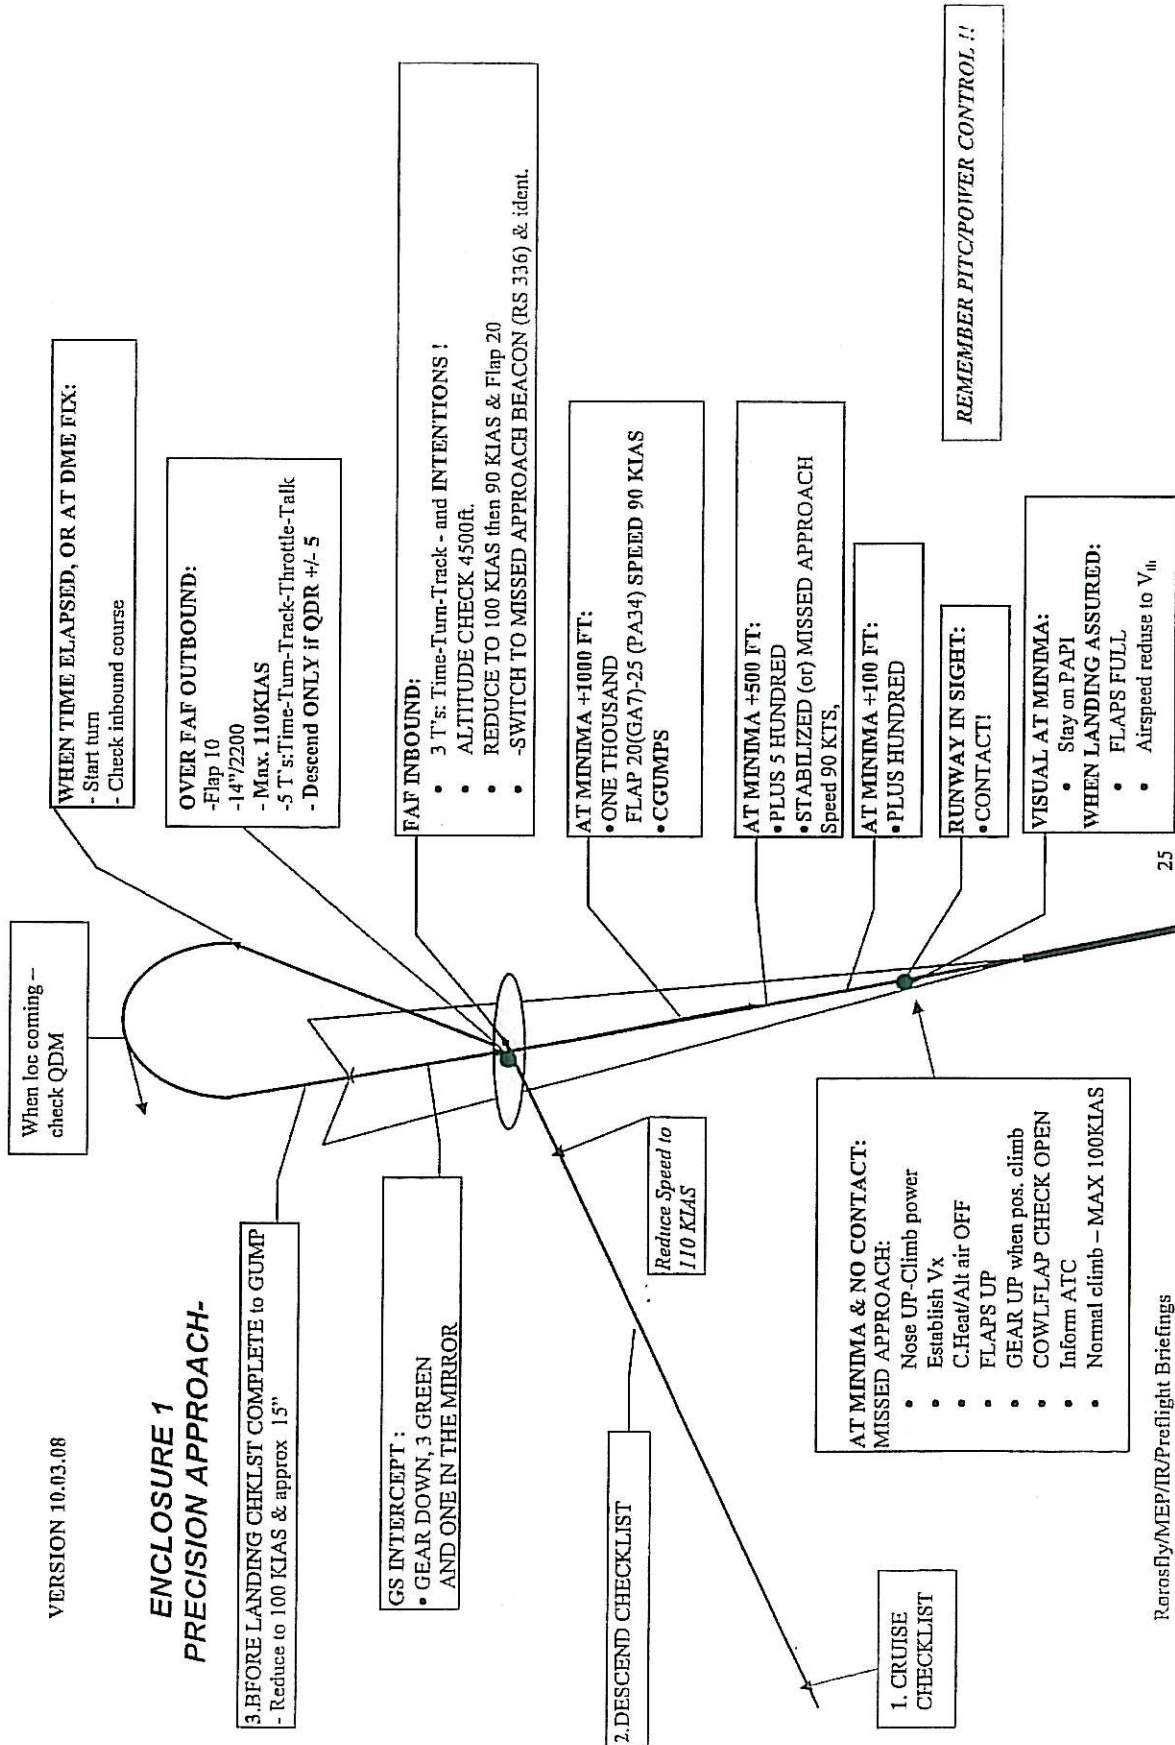 VERSION 10.03.08
ENCLOSURE 1
PRECISION APPROACH-
When loc coming –
check QDM
WHEN TIME ELAPSED, OR AT DME FIX:
- Start turn
- Check inbound course
OVER FAF OUTBOUND:
-Flap 10
-14"/2200
- Max. 110KIAS
-5 T`s:Time-Turn-Track-Throttle-Talk
- Descend ONLY if QDR +/- 5
3.BFORE LANDING CHKLST COMPLETE to GUMP
- Reduce to 100 KIAS & approx 15"
GS INTERCEPT :
• GEAR DOWN, 3 GREEN
AND ONE IN THE MIRROR
FAF INBOUND:
• 3 T's: Time-Turn-Track - and INTENTIONS !
• ALTITUDE CHECK 4500ft.
• REDUCE TO 100 KIAS then 90 KIAS & Flap 20
• -SWITCH TO MISSED APPROACH BEACON (RS 336) & ident.
2.DESCEND CHECKLIST
Reduce Speed to
110 KIAS
1. CRUISE
CHECKLIST
AT MINIMA +1000 FT:
•ONE THOUSAND
FLAP 20(GA7)-25 (PA34) SPEED 90 KIAS
•CGUMPS
AT MINIMA +500 FT:
•PLUS 5 HUNDRED
•STABILIZED (or) MISSED APPROACH
Speed 90 KTS,
AT MINIMA +100 FT:
•PLUS HUNDRED
RUNWAY IN SIGHT:
•CONTACT!
VISUAL AT MINIMA:
• Stay on PAPI
WHEN LANDING ASSURED:
• FLAPS FULL
• Airspeed reduse to Vth
AT MINIMA & NO CONTACT:
MISSED APPROACH:
• Nose UP-Climb power
• Establish Vx
• C.Heat/Alt air OFF
• FLAPS UP
• GEAR UP when pos. climb
• COWLFLAP CHECK OPEN
• Inform ATC
• Normal climb – MAX 100KIAS
REMEMBER PITC/POWER CONTROL !!
Rorosfly/MEP/IR/Preflight Briefings
25